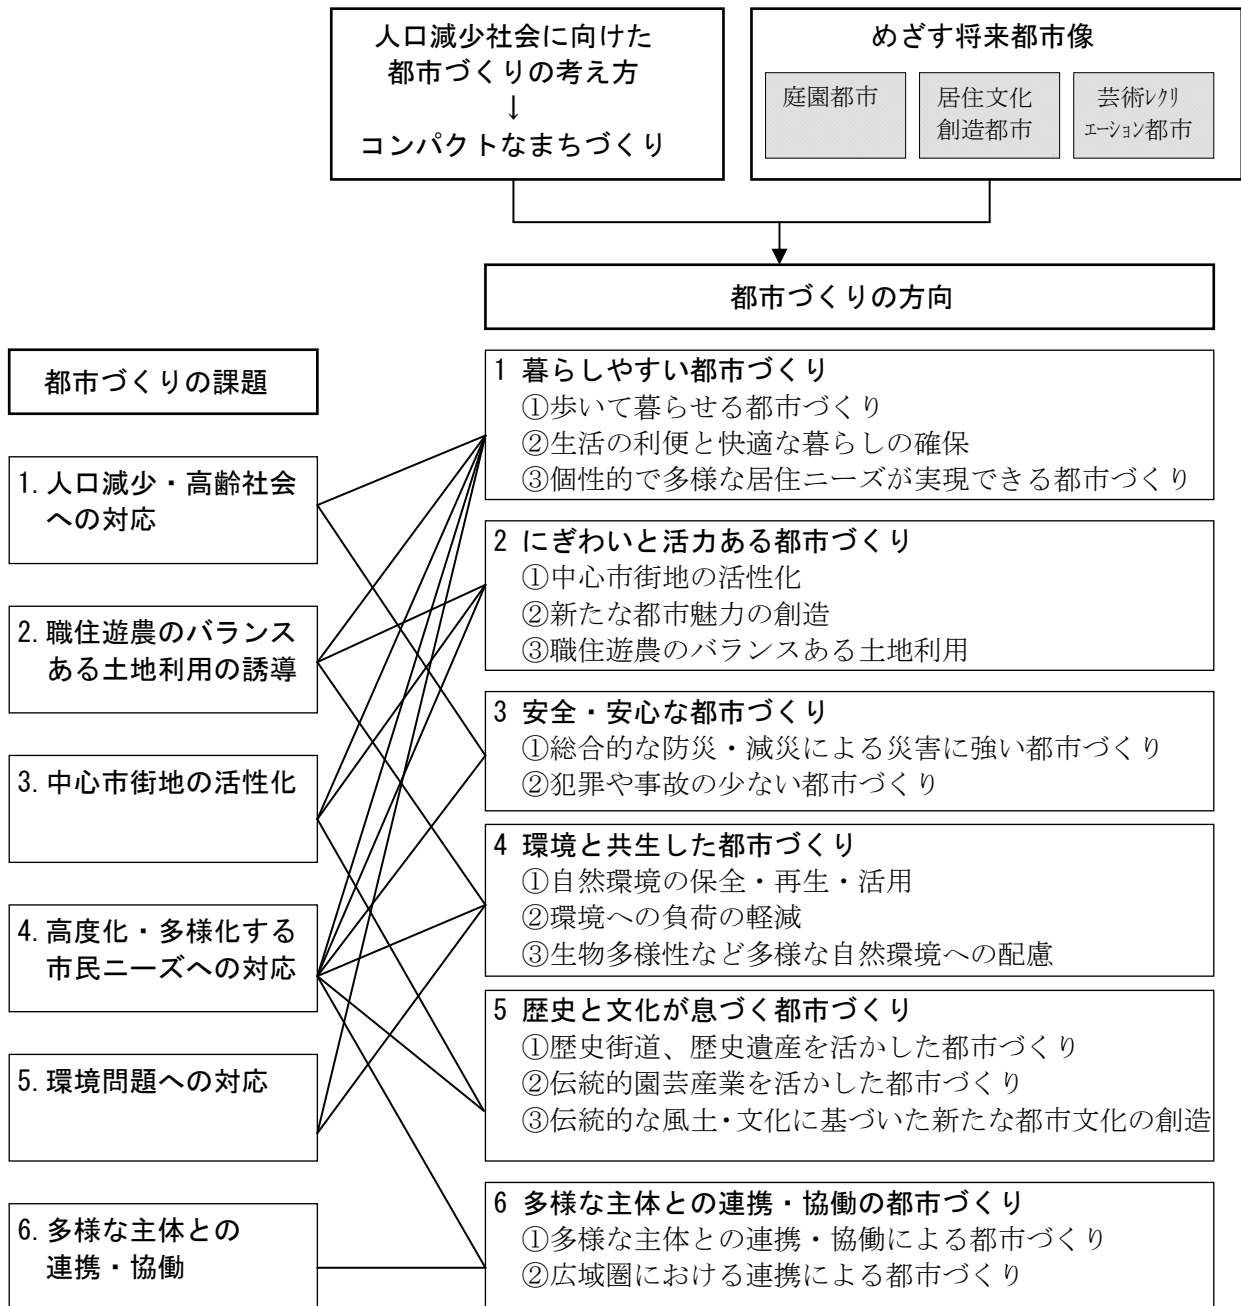 人口減少社会に向けた
都市づくりの考え方
↓
コンパクトなまちづくり
めざす将来都市像
庭園都市
居住文化
創造都市
芸術ﾚｸﾘ
ｴｰｼｮﾝ都市
都市づくりの方向
都市づくりの課題
1.人口減少・高齢社会
への対応
2.職住遊農のバランス
ある土地利用の誘導
3.中心市街地の活性化
4.高度化・多様化する
市民ニーズへの対応
5.環境問題への対応
6.多様な主体との
連携・協働
1 暮らしやすい都市づくり
①歩いて暮らせる都市づくり
②生活の利便と快適な暮らしの確保
③個性的で多様な居住ニーズが実現できる都市づくり
2 にぎわいと活力ある都市づくり
①中心市街地の活性化
②新たな都市魅力の創造
③職住遊農のバランスある土地利用
3 安全・安心な都市づくり
①総合的な防災・減災による災害に強い都市づくり
②犯罪や事故の少ない都市づくり
4 環境と共生した都市づくり
①自然環境の保全・再生・活用
②環境への負荷の軽減
③生物多様性など多様な自然環境への配慮
5 歴史と文化が息づく都市づくり
①歴史街道、歴史遺産を活かした都市づくり
②伝統的園芸産業を活かした都市づくり
③伝統的な風土・文化に基づいた新たな都市文化の創造
6 多様な主体との連携・協働の都市づくり
①多様な主体との連携・協働による都市づくり
②広域圏における連携による都市づくり